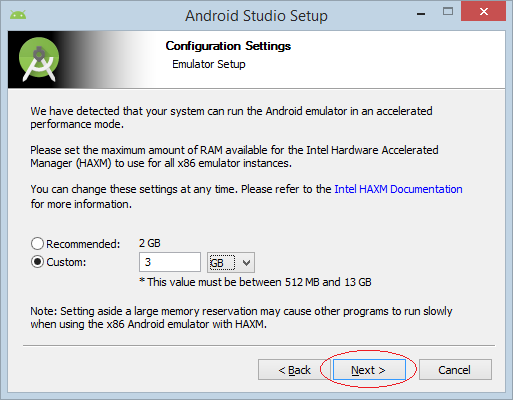 Android Studio Setup
Configuration Settings
Emulator Setup
We have detected that your system can run the Android emulator in an accelerated
performance mode.
Please set the maximum amount of RAM available for the Intel Hardware Accelerated
Manager (HAXM) to use for all x86 emulator instances.
You can change these settings at any time. Please refer to the Intel HAXM Documentation
for more information.
Recommended: 2 GB
Custom: 3 GB
* This value must be between 512 MB and 13 GB
Note: Setting aside a large memory reservation may cause other programs to run slowly
when using the x86 Android emulator with HAXM.
< Back Next > Cancel